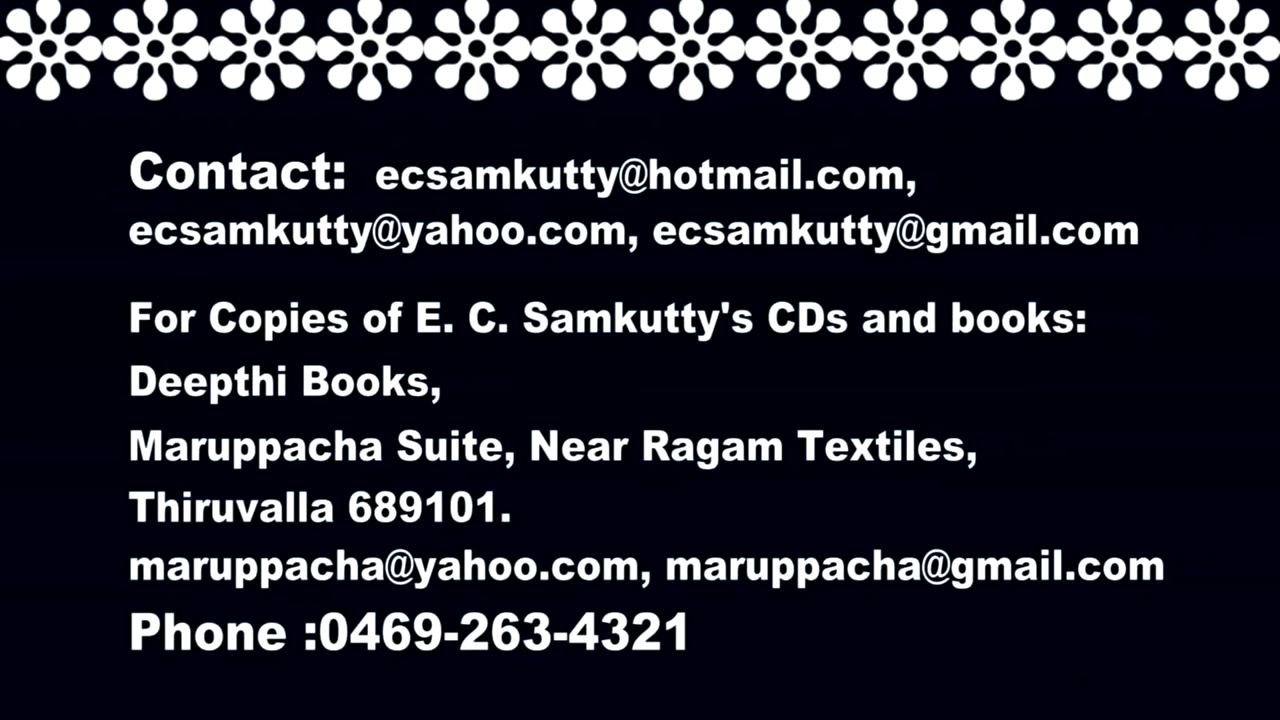 Contact: ecsamkutty@hotmail.com,
ecsamkutty@yahoo.com, ecsamkutty@gmail.com
For Copies of E. C. Samkutty's CDs and books:
Deepthi Books,
Maruppacha Suite, Near Ragam Textiles,
Thiruvalla 689101.
maruppacha@yahoo.com, maruppacha@gmail.com
Phone :0469-263-4321